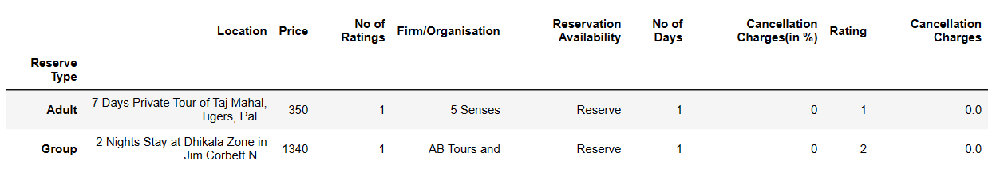 Location Price No of Ratings Firm/Organisation Reservation Availability No of Days Cancellation Charges(in %) Rating Cancellation Charges
Reserve Type
Adult 7 Days Private Tour of Taj Mahal, Tigers, Pal... 350 1 5 Senses Reserve 1 0 1 0.0
Group 2 Nights Stay at Dhikala Zone in Jim Corbett N... 1340 1 AB Tours and Reserve 1 0 2 0.0